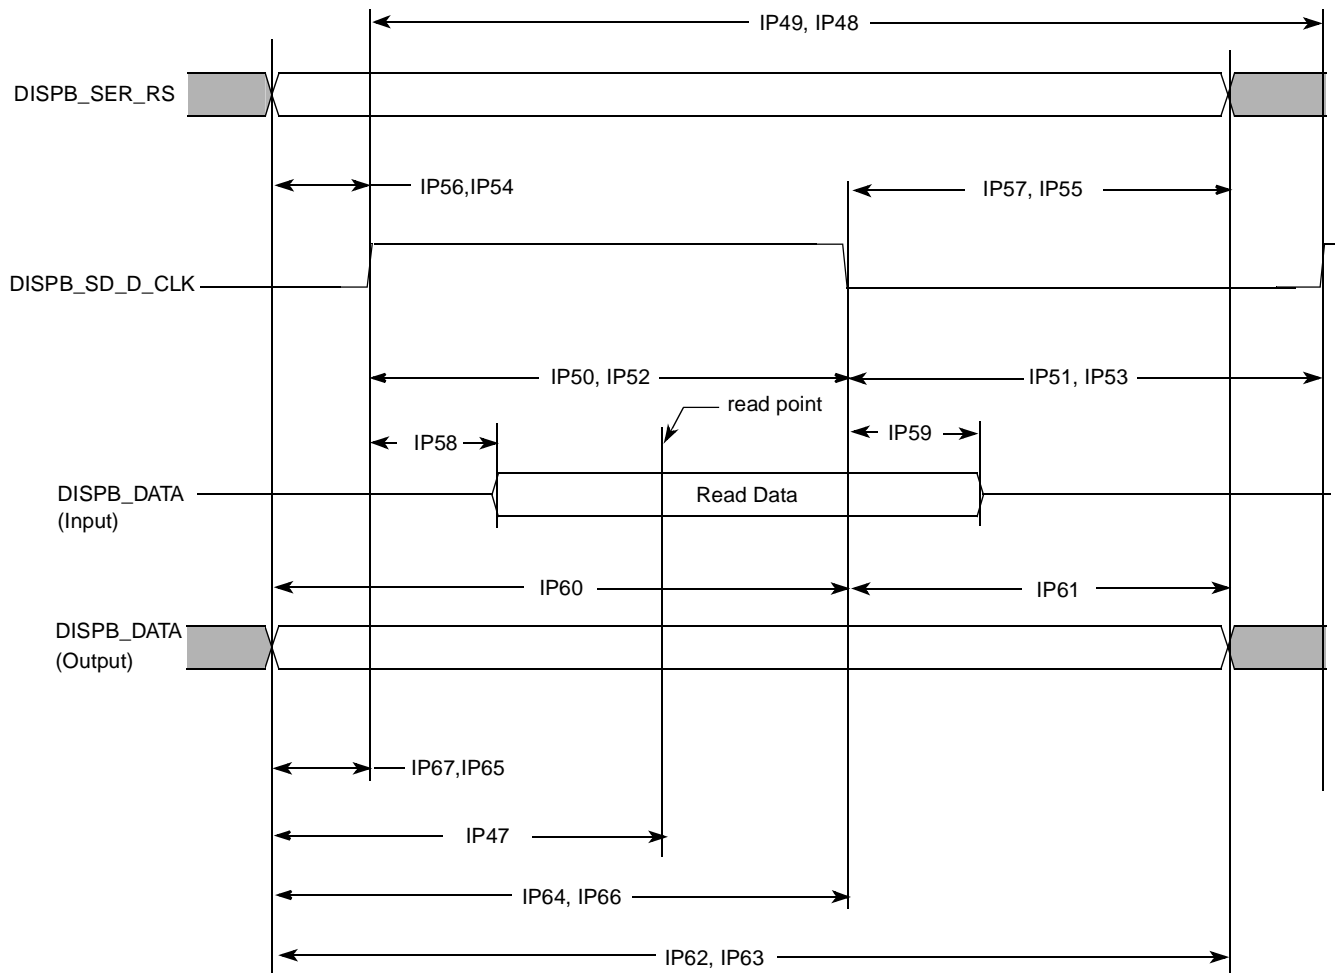 IP49, IP48
DISPB_SER_RS
IP56,IP54
IP57, IP55
DISPB_SD_D_CLK
IP50, IP52
IP51, IP53
read point
IP58
IP59
DISPB_DATA
(Input)
Read Data
IP60
IP61
DISPB_DATA
(Output)
IP67,IP65
IP47
IP64, IP66
IP62, IP63